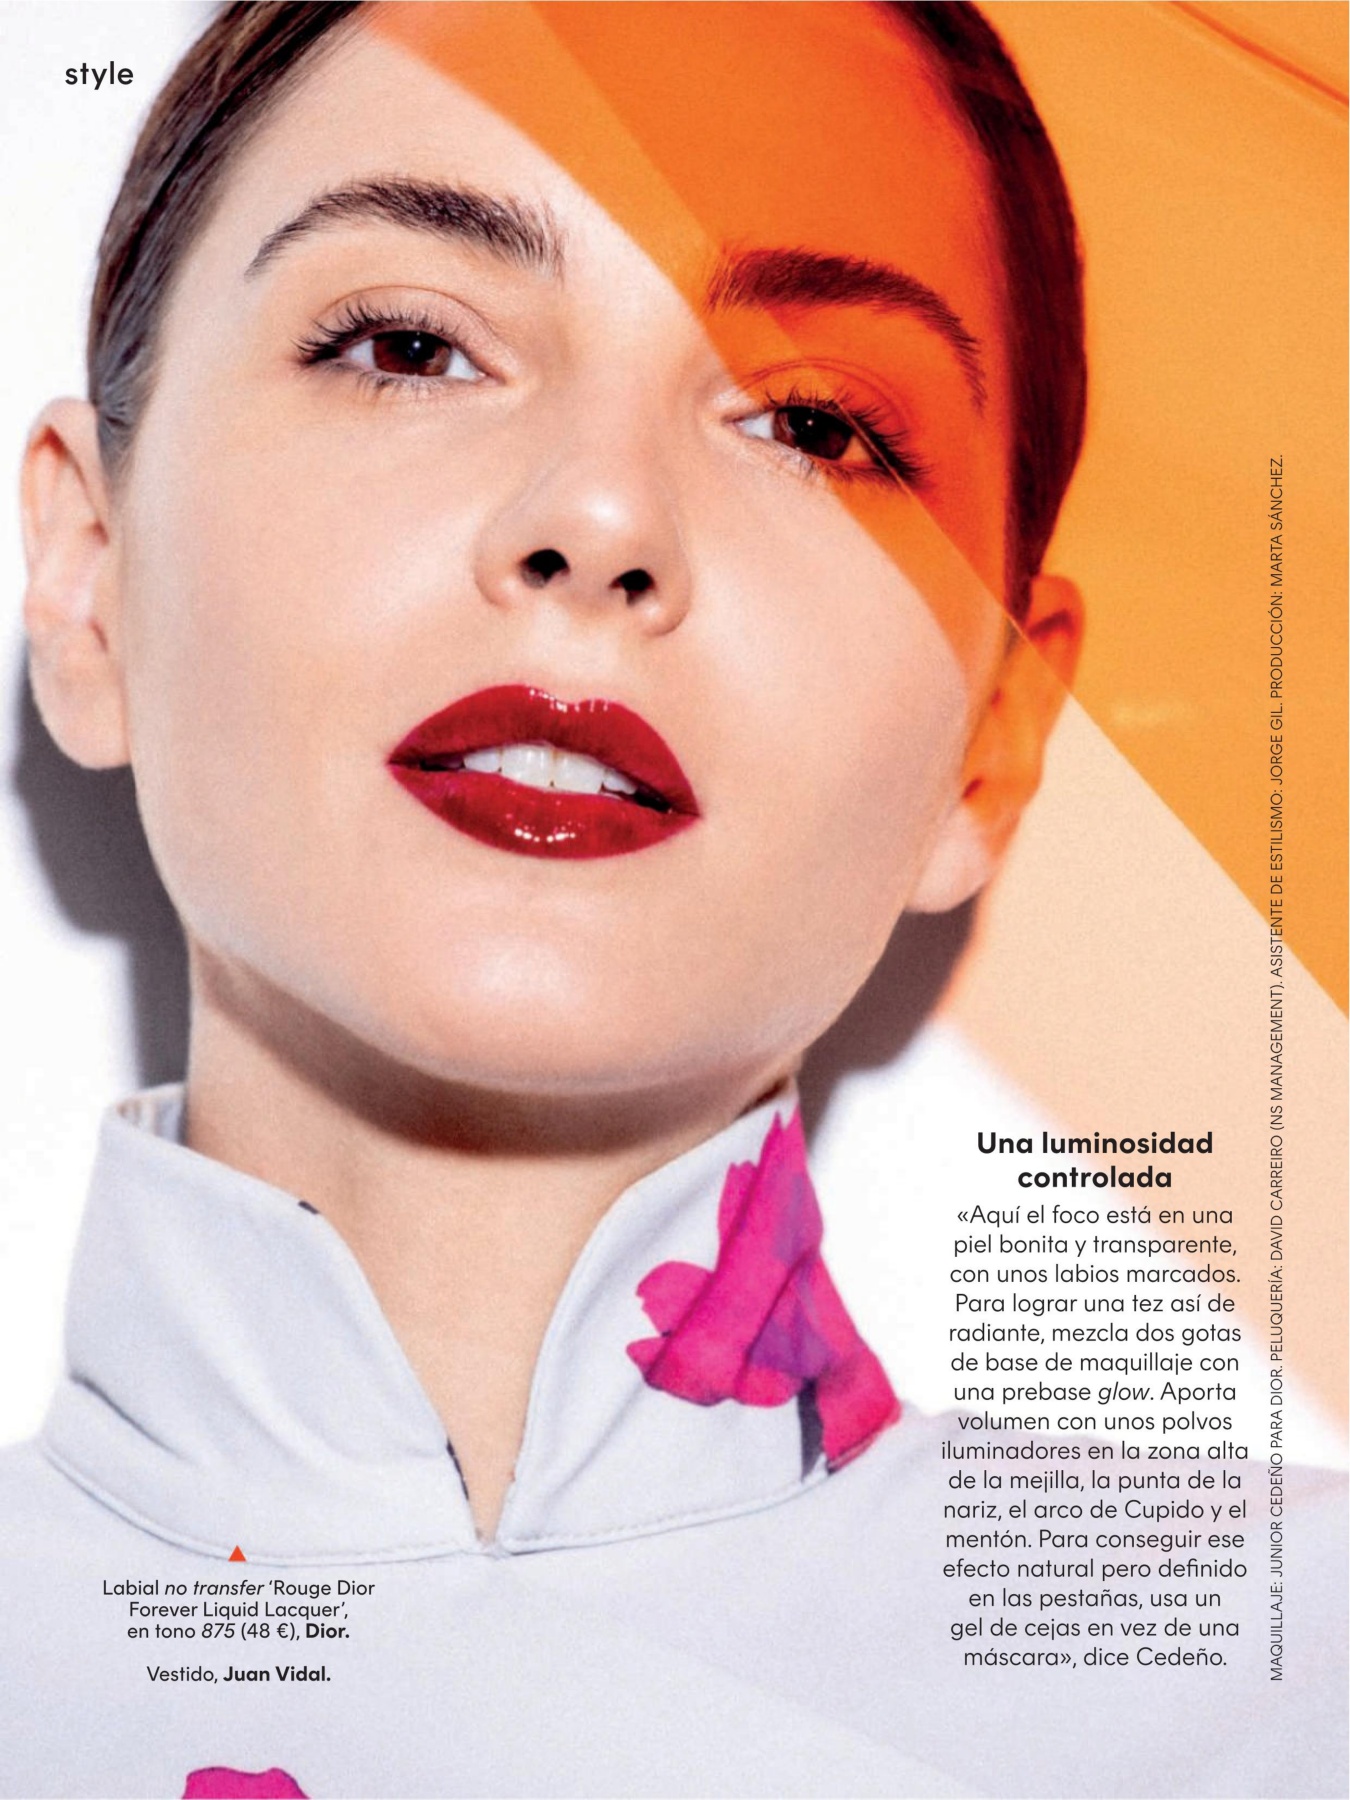 style
Una luminosidad
controlada
«Aquí el foco está en una
piel bonita y transparente,
con unos labios marcados.
Para lograr una tez así de
radiante, mezcla dos gotas
de base de maquillaje con
una prebase glow. Aporta
volumen con unos polvos
iluminadores en la zona alta
de la mejilla, la punta de la
nariz, el arco de Cupido y el
mentón. Para conseguir ese
efecto natural pero definido
en las pestañas, usa un
gel de cejas en vez de una
máscara», dice Cedeño.
Labial no transfer ‘Rouge Dior
Forever Liquid Lacquer’,
en tono 875 (48 €), Dior.
Vestido, Juan Vidal.
MAQUILLAJE: JUNIOR CEDEÑO PARA DIOR. PELUQUERÍA: DAVID CARREIRO (NS MANAGEMENT). ASISTENTE DE ESTILISMO: JORGE GIL. PRODUCCIÓN: MARTA SÁNCHEZ.